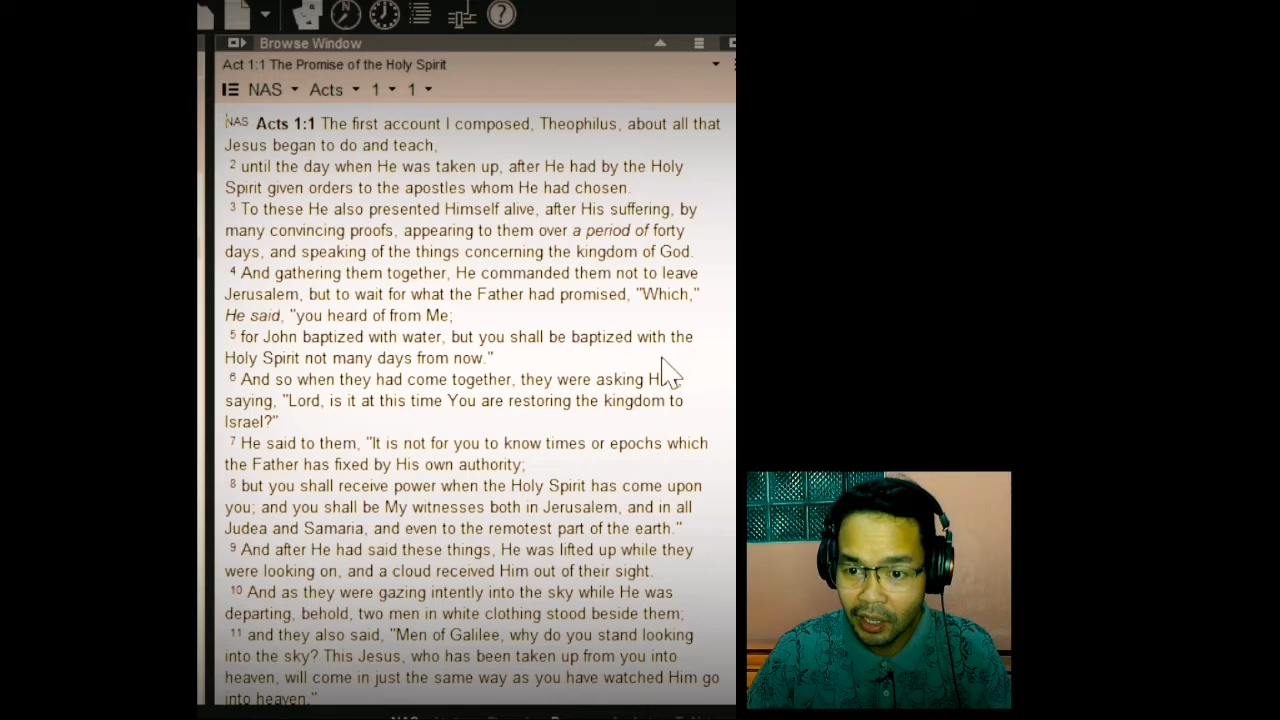 Browse Window
Act 1:1 The Promise of the Holy Spirit
NAS Acts 1 1
NAS Acts 1:1 The first account I composed, Theophilus, about all that
Jesus began to do and teach,
2 until the day when He was taken up, after He had by the Holy
Spirit given orders to the apostles whom He had chosen.
3 To these He also presented Himself alive, after His suffering, by
many convincing proofs, appearing to them over a period of forty
days, and speaking of the things concerning the kingdom of God.
4 And gathering them together, He commanded them not to leave
Jerusalem, but to wait for what the Father had promised, "Which,"
He said, "you heard of from Me;
5 for John baptized with water, but you shall be baptized with the
Holy Spirit not many days from now."
6 And so when they had come together, they were asking
saying, "Lord, is it at this time You are restoring the kingdom to
Israel?"
7 He said to them, "It is not for you to know times or epochs which
the Father has fixed by His own authority;
8 but you shall receive power when the Holy Spirit has come upon
you; and you shall be My witnesses both in Jerusalem, and in all
Judea and Samaria, and even to the remotest part of the earth."
9 And after He had said these things, He was lifted up while they
were looking on, and a cloud received Him out of their sight.
10 And as they were gazing intently into the sky while He was
departing, behold, two men in white clothing stood beside them;
11 and they also said, "Men of Galilee, why do you stand looking
into the sky? This Jesus, who has been taken up from you into
heaven, will come in just the same way as you have watched Him go
into heaven."